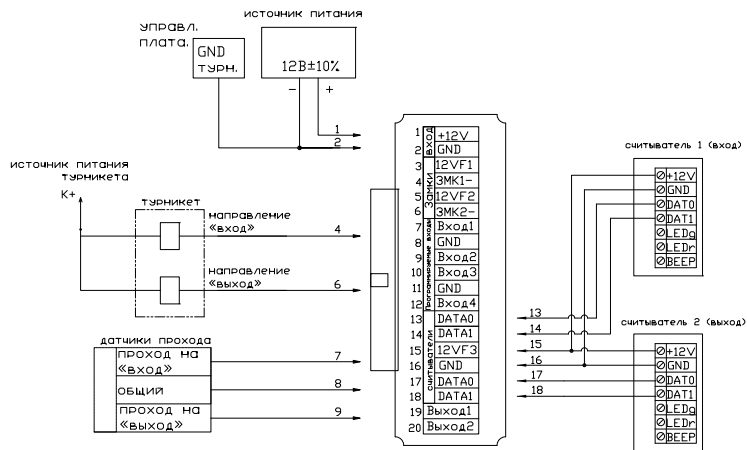 источник питания
управл.
плата.
GND
турн.
12В±10%
−
+
1
2
источник питания
турникета
К+
турникет
направление
«вход»
4
направление
«выход»
6
датчики прохода
проход на
«вход»
7
общий
8
проход на
«выход»
9
вход
Замки
Программируемые входы
считыватели
1 +12V
2 GND
3 12VF1
4 ЗМК1-
5 12VF2
6 ЗМК2-
7 Вход1
8 GND
9 Вход2
10 Вход3
11 GND
12 Вход4
13 DATA0
14 DATA1
15 12VF3
16 GND
17 DATA0
18 DATA1
19 Выход1
20 Выход2
13
14
15
16
17
18
считыватель 1 (вход)
+12V
GND
DAT0
DAT1
LEDg
LEDr
BEEP
считыватель 2 (выход)
+12V
GND
DAT0
DAT1
LEDg
LEDr
BEEP